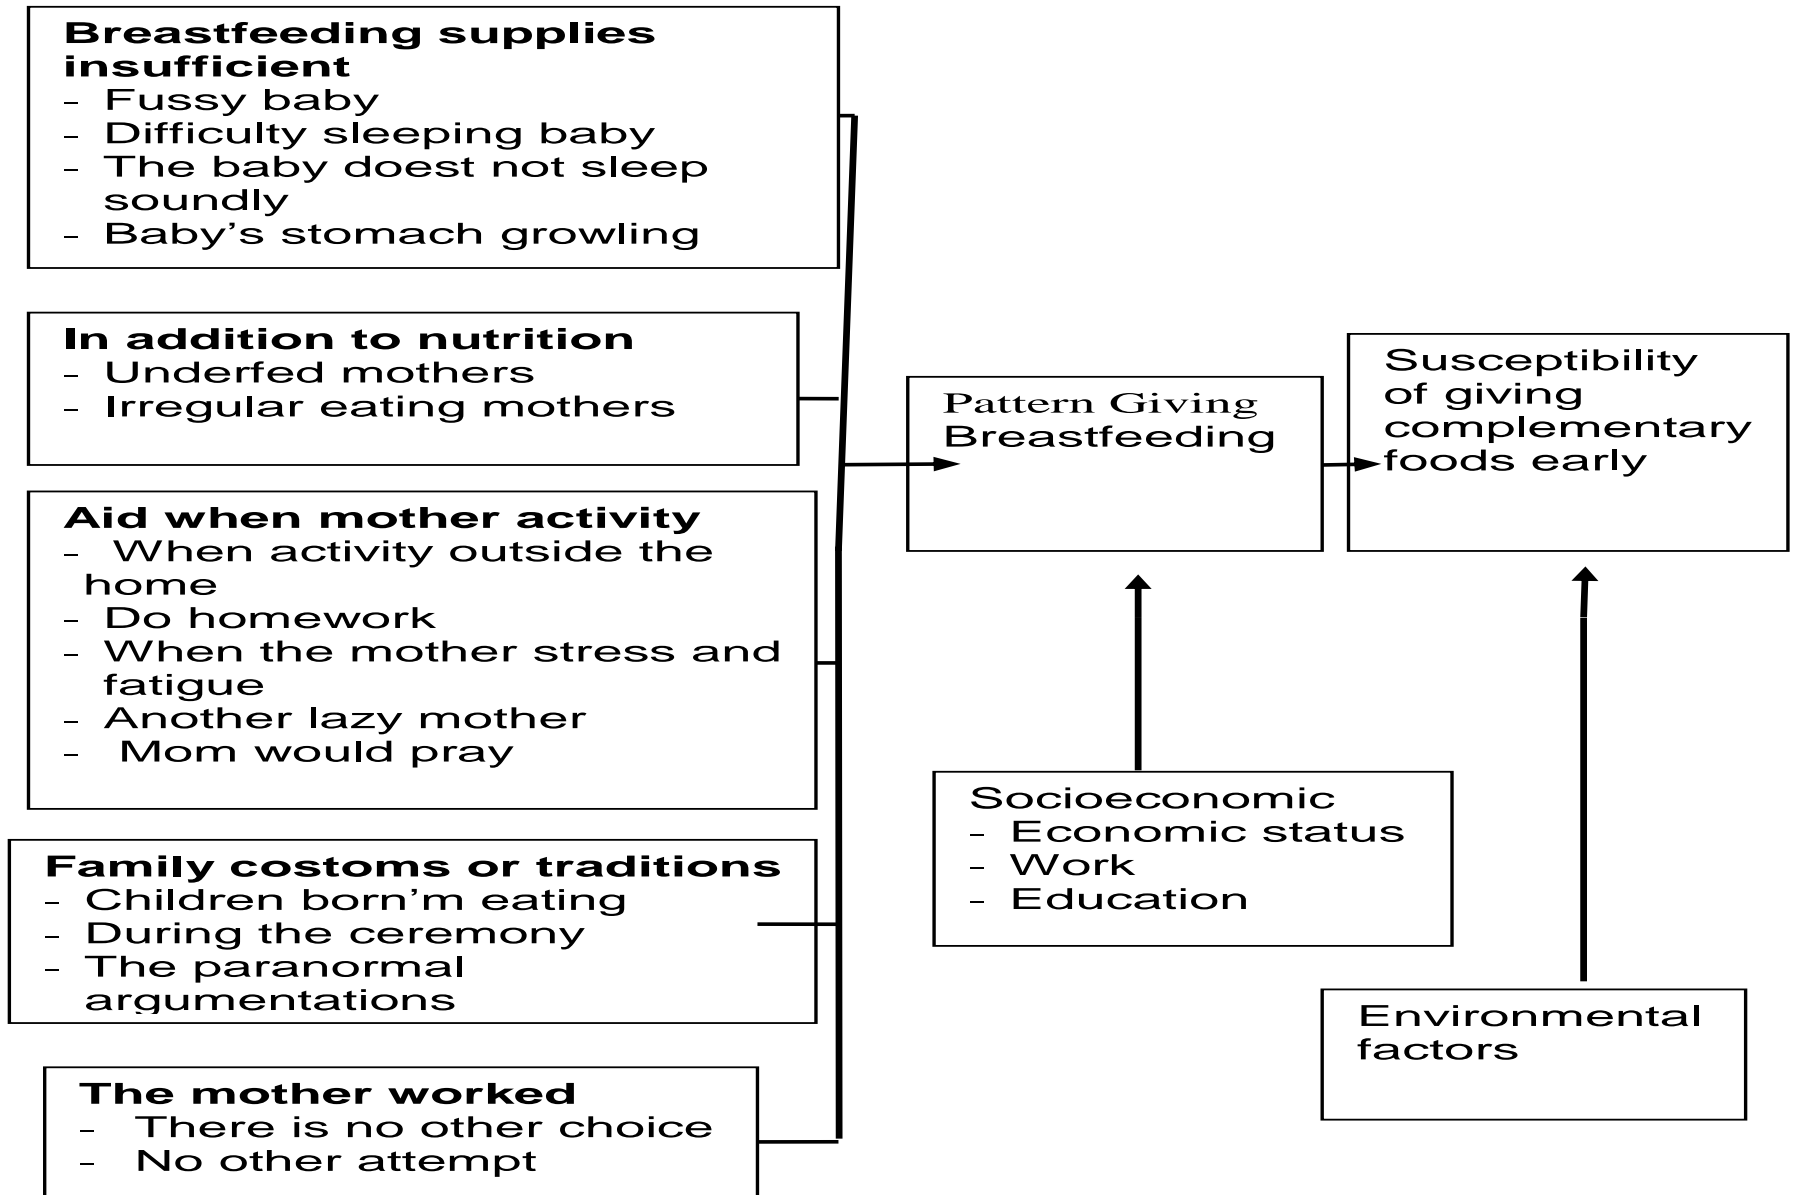 Breastfeeding supplies
insufficient
- Fussy baby
- Difficulty sleeping baby
- The baby doest not sleep
soundly
- Baby's stomach growling
In addition to nutrition
- Underfed mothers
- Irregular eating mothers
Aid when mother activity
- When activity outside the
home
- Do homework
- When the mother stress and
fatigue
- Another lazy mother
- Mom would pray
Family costoms or traditions
- Children born'm eating
- During the ceremony
- The paranormal
argumentations
The mother worked
- There is no other choice
- No other attempt
Pattern Giving
Breastfeeding
Susceptibility
of giving
complementary
foods early
Socioeconomic
- Economic status
- Work
- Education
Environmental
factors